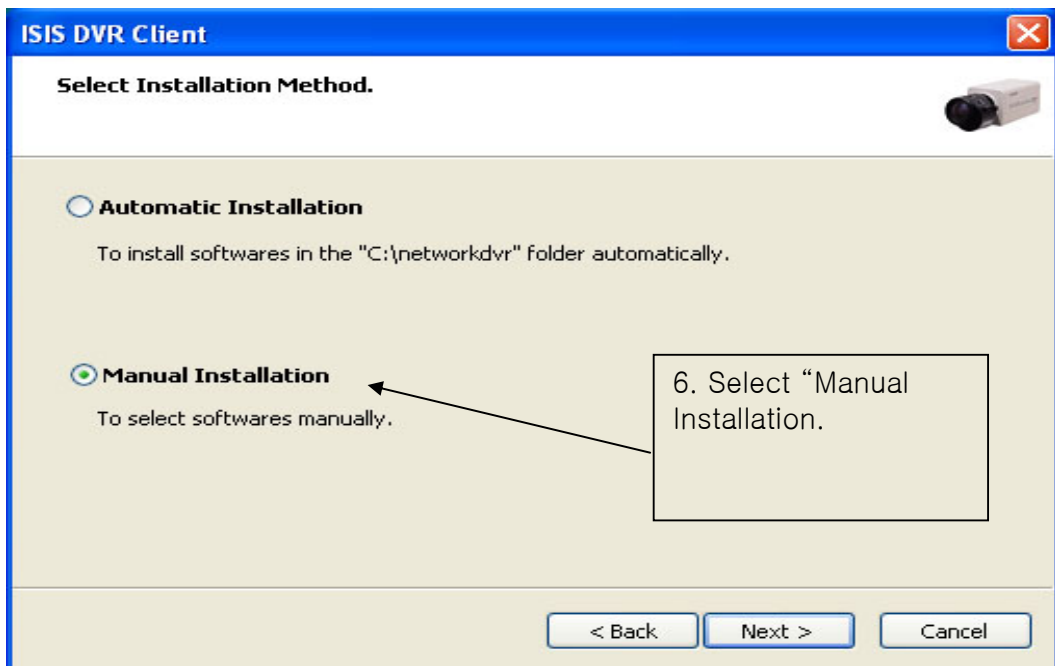 ISIS DVR Client
Select Installation Method.
Automatic Installation
To install softwares in the "C:\networkdvr" folder automatically.
Manual Installation
To select softwares manually.
6. Select “Manual
Installation.
< Back
Next >
Cancel